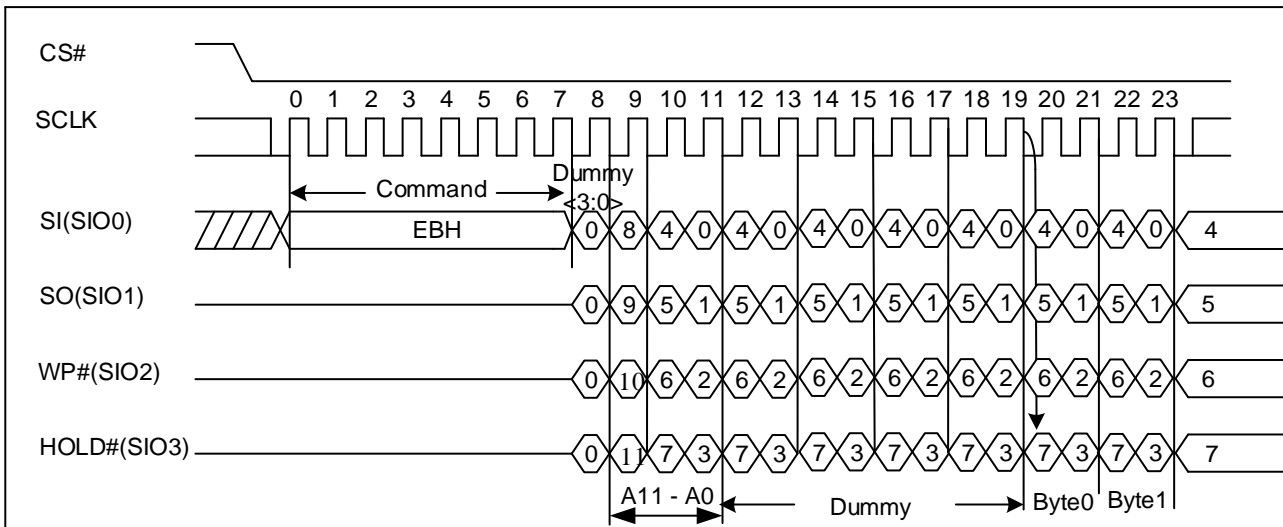 CS#
0 1 2 3 4 5 6 7 8 9 10 11 12 13 14 15 16 17 18 19 20 21 22 23
SCLK
Command
Dummy
<3:0>
SI(SIO0) EBH 0 8 4 0 4 0 4 0 4 0 4 0 4 0 4 0 4
SO(SIO1) 0 9 5 1 5 1 5 1 5 1 5 1 5 1 5 1 5
WP#(SIO2) 0 10 6 2 6 2 6 2 6 2 6 2 6 2 6 2 6
HOLD#(SIO3) 0 11 7 3 7 3 7 3 7 3 7 3 7 3 7 3 7
A11 - A0 Dummy Byte0 Byte1